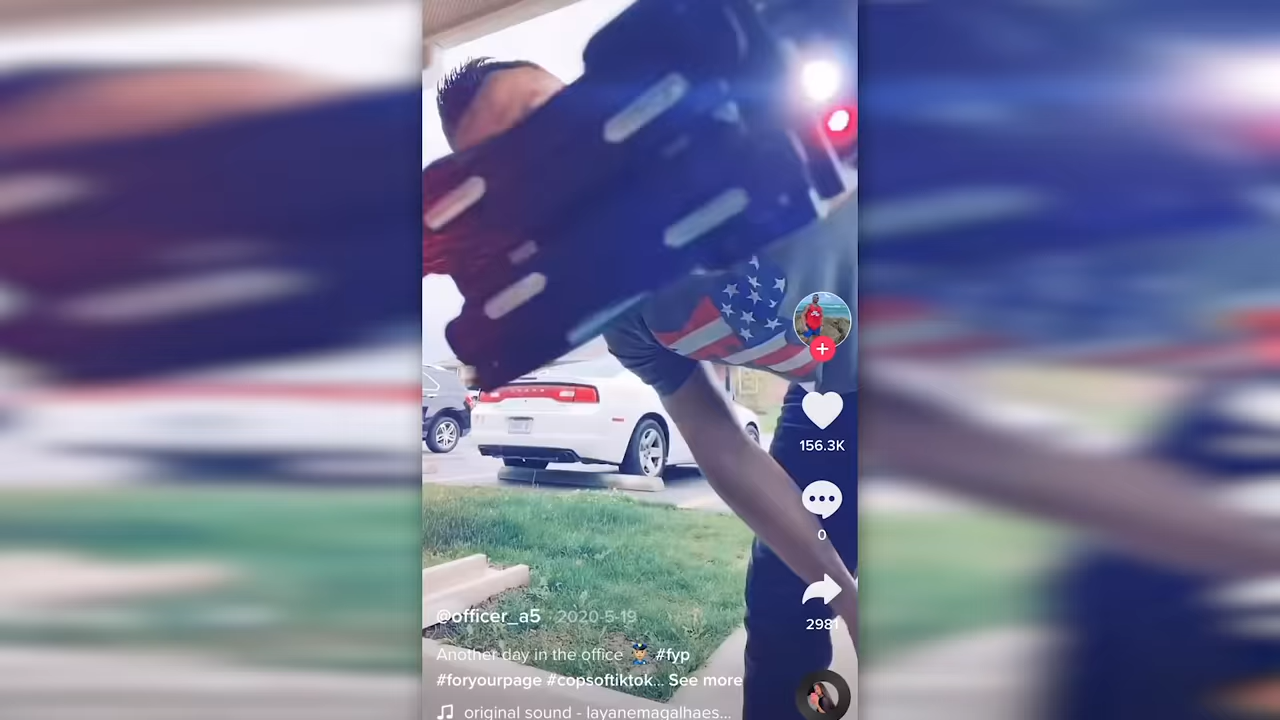 156.3K
0
2981
@officer_a5 2020-5-19
Another day in the office 👮 #fyp
#foryourpage #copsoftiktok... See more
original sound - layanemagalhaes...